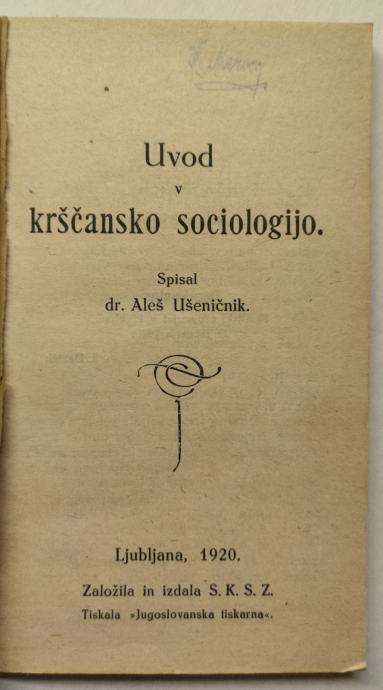 Uvod
v
krščansko sociologijo.
Spisal
dr. Aleš Ušeničnik.
Ljubljana, 1920.
Založila in izdala S. K. S. Z.
Tiskala »Jugoslovanska tiskarna«.